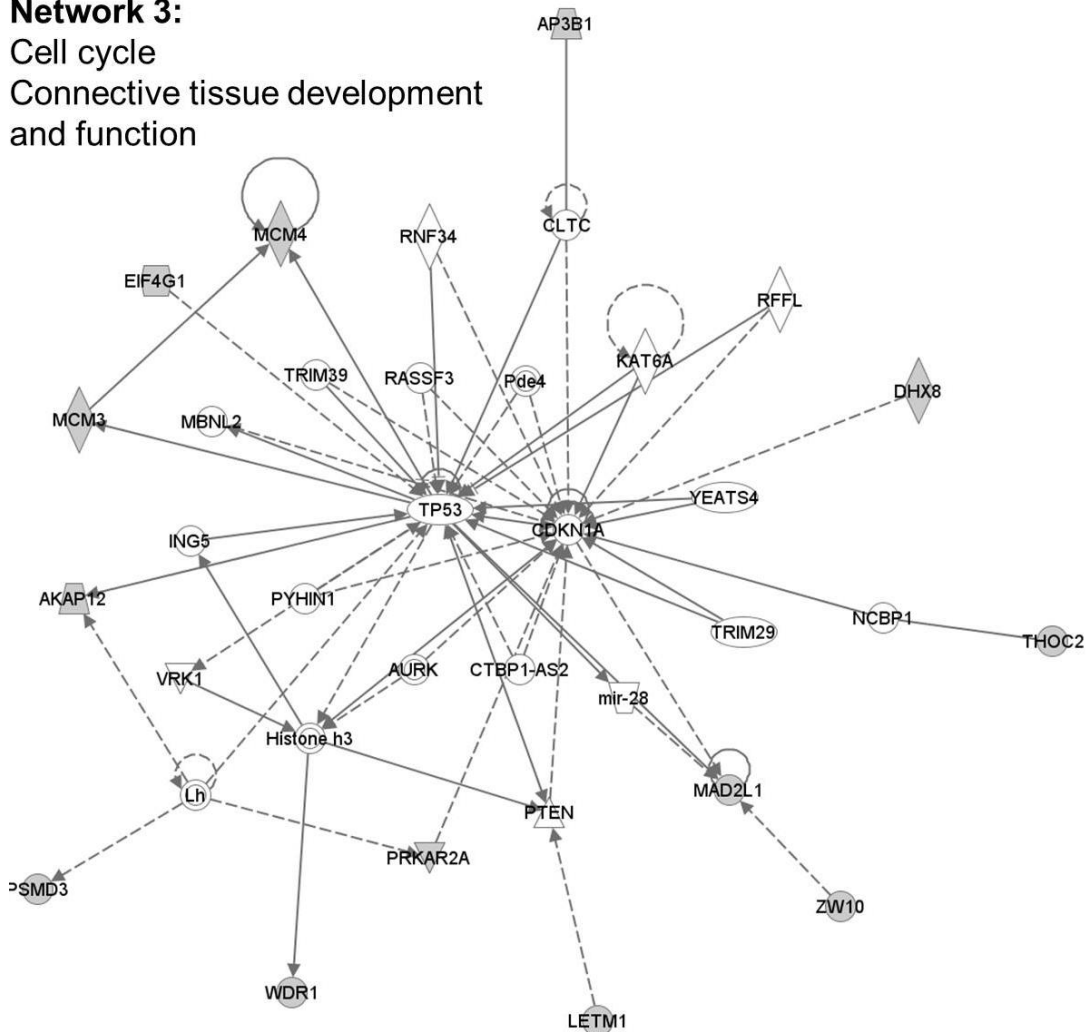 Network 3:
Cell cycle
Connective tissue development
and function
AP3B1
CLTC
MCM4
RNF34
EIF4G1
RFFL
KAT6A
TRIM39
RASSF3
Pde4
DHX8
MCM3
MBNL2
YEATS4
TP53
CDKN1A
ING5
AKAP12
PYHIN1
NCBP1
TRIM29
THOC2
VRK1
AURK
CTBP1-AS2
mir-28
Histone h3
Lh
MAD2L1
PTEN
PRKAR2A
PSMD3
ZW10
WDR1
LETM1